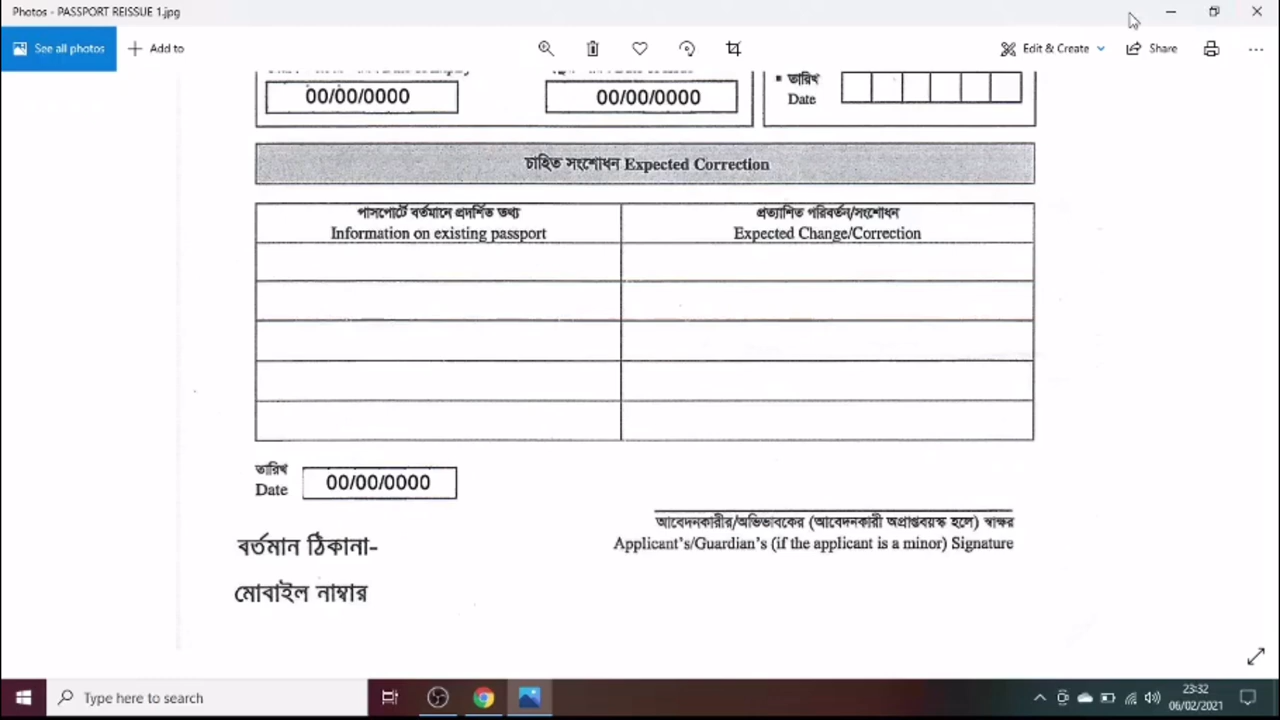 Photos - PASSPORT REISSUE 1.jpg
See all photos
Add to
Edit & Create
Share
00/00/0000
00/00/0000
তারিখ
Date
চাহিত সংশোধন Expected Correction
পাসপোর্টে বর্তমানে প্রদর্শিত তথ্য
Information on existing passport
প্রত্যাশিত পরিবর্তন/সংশোধন
Expected Change/Correction
তারিখ
Date
00/00/0000
আবেদনকারীর/অভিভাবকের (আবেদনকারী অপ্রাপ্তবয়স্ক হলে) স্বাক্ষর
Applicant's/Guardian's (if the applicant is a minor) Signature
বর্তমান ঠিকানা-
মোবাইল নাম্বার
Type here to search
23:32
06/02/2021